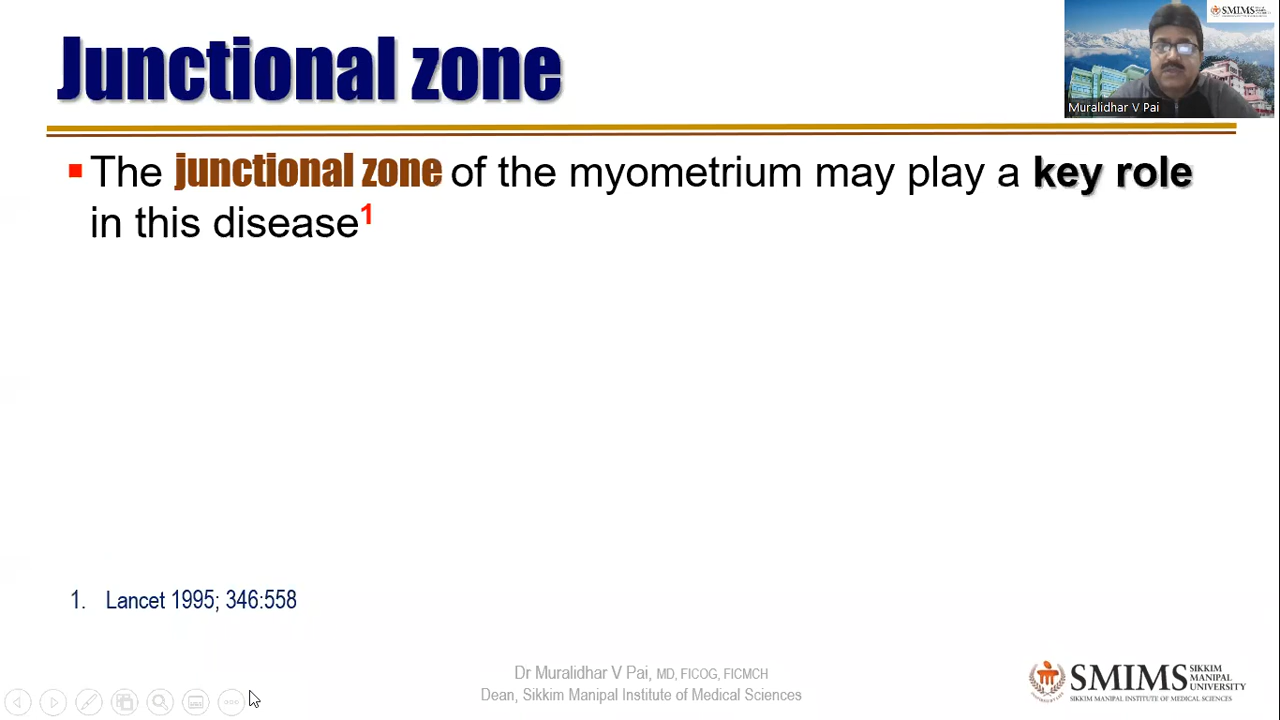 Junctional zone
SMIMS
Muralidhar V Pai
The junctional zone of the myometrium may play a key role
in this disease1
1. Lancet 1995; 346:558
Dr Muralidhar V Pai, MD, FICOG, FICMCH
Dean, Sikkim Manipal Institute of Medical Sciences
SMIMS
SIKKIM
MANIPAL
UNIVERSITY
SIKKIM MANIPAL INSTITUTE OF MEDICAL SCIENCES